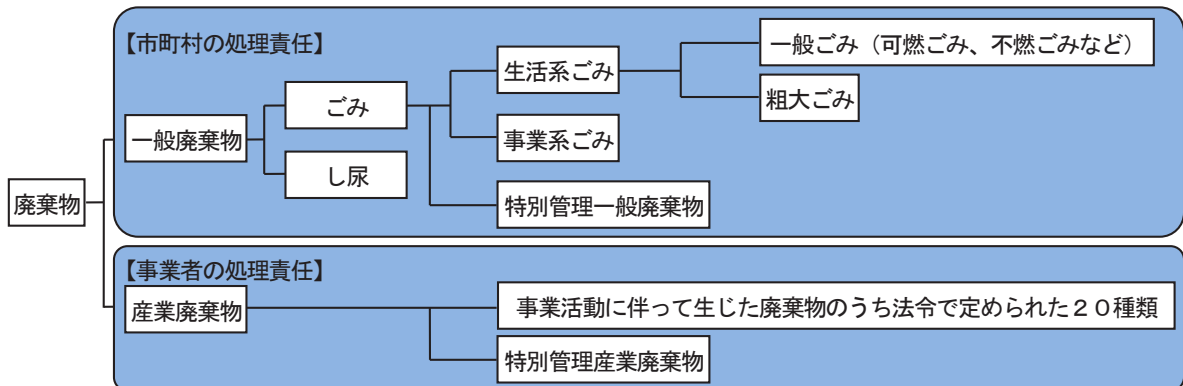 【市町村の処理責任】
一般ごみ（可燃ごみ、不燃ごみなど）
生活系ごみ
粗大ごみ
ごみ
一般廃棄物
事業系ごみ
し尿
廃棄物
特別管理一般廃棄物
【事業者の処理責任】
産業廃棄物
事業活動に伴って生じた廃棄物のうち法令で定められた２０種類
特別管理産業廃棄物